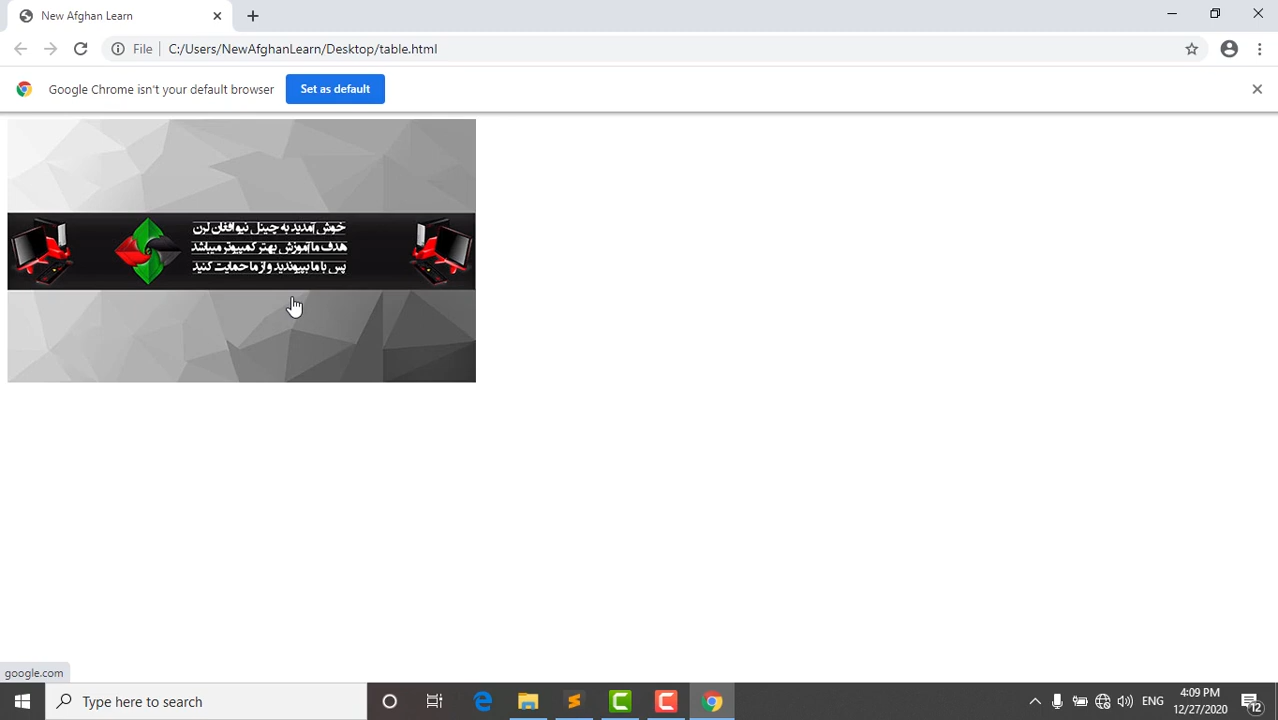 New Afghan Learn
File
C:/Users/NewAfghanLearn/Desktop/table.html
Google Chrome isn't your default browser
Set as default
خوش آمدید به چینل نیو افغان لرن
هدف ما آموزش بهتر کمپیوتر میباشد
پس با ما بپیوندید و از ما حمایت کنید
google.com
Type here to search
ENG
4:09 PM
12/27/2020
12